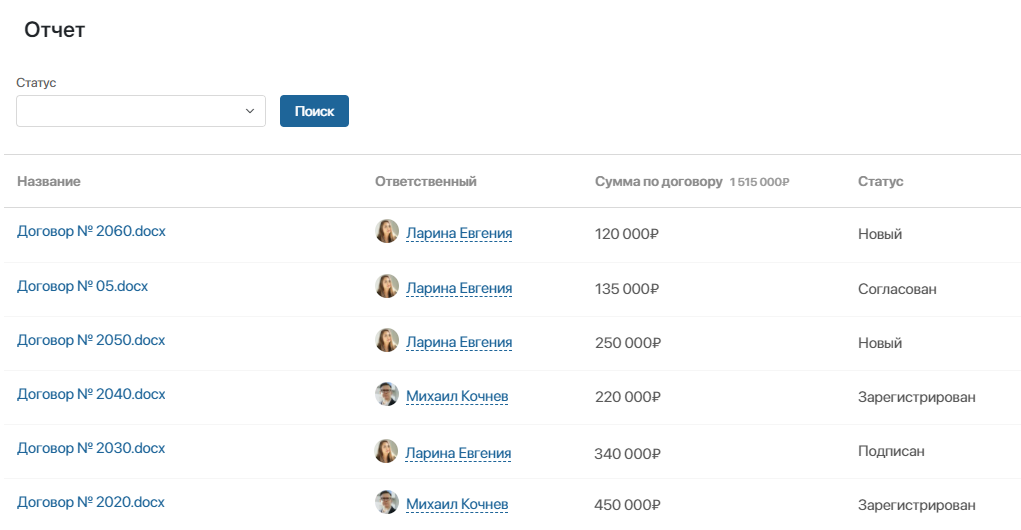 Отчет
Статус
Поиск
Название Ответственный Сумма по договору 1 515 000₽ Статус
Договор № 2060.docx Ларина Евгения 120 000₽ Новый
Договор № 05.docx Ларина Евгения 135 000₽ Согласован
Договор № 2050.docx Ларина Евгения 250 000₽ Новый
Договор № 2040.docx Михаил Кочнев 220 000₽ Зарегистрирован
Договор № 2030.docx Ларина Евгения 340 000₽ Подписан
Договор № 2020.docx Михаил Кочнев 450 000₽ Зарегистрирован